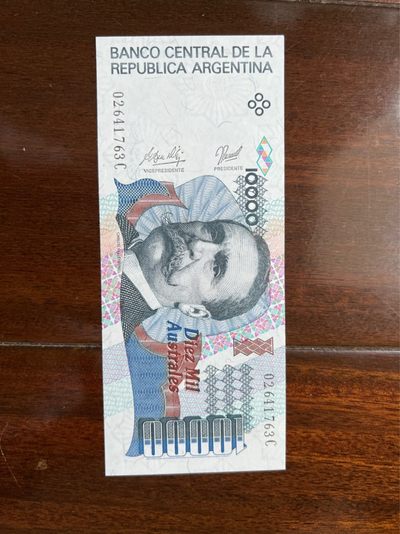 BANCO CENTRAL DE LA
REPUBLICA ARGENTINA
02641763C
VICEPRESIDENTE
PRESIDENTE
10000
Diez Mil
Australes
02641763C
10000